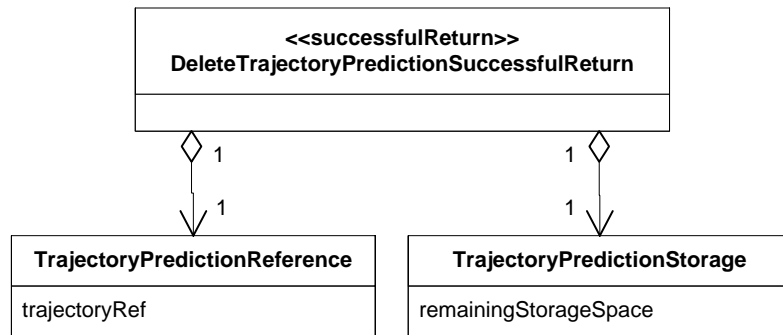 <<successfulReturn>>
DeleteTrajectoryPredictionSuccessfulReturn
1
1
1
1
TrajectoryPredictionReference
TrajectoryPredictionStorage
trajectoryRef
remainingStorageSpace